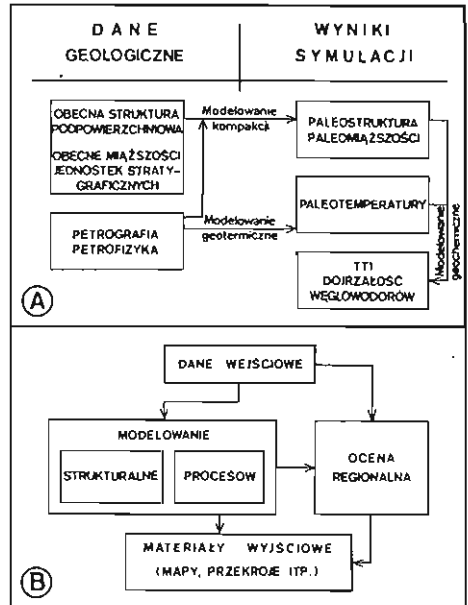 DANE
GEOLOGICZNE
WYNIKI
SYMULACJI
OBECNA STRUKTURA
PODPOWIERZCHNIOWA
OBECNE MIĄŻSZOŚCI
JEDNOSTEK STRATY-
GRAFICZNYCH
Modelowanie
kompakcji
PALEOSTRUKTURA
PALEOMIĄŻSZOŚCI
PETROGRAFIA
PETROFIZYKA
Modelowanie
geotermiczne
PALEOTEMPERATURY
Modelowanie
geochemiczne
TTI
DOJRZAŁOŚĆ
WĘGLOWODORÓW
A
DANE WEJŚCIOWE
MODELOWANIE
STRUKTURALNE
PROCESÓW
OCENA
REGIONALNA
MATERIAŁY WYJŚCIOWE
(MAPY, PRZEKROJE ITP.)
B